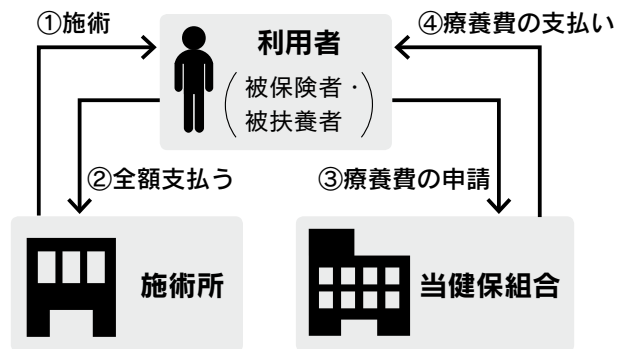 ①施術
④療養費の支払い
利用者
(被保険者・
被扶養者)
②全額支払う
③療養費の申請
施術所
当健保組合